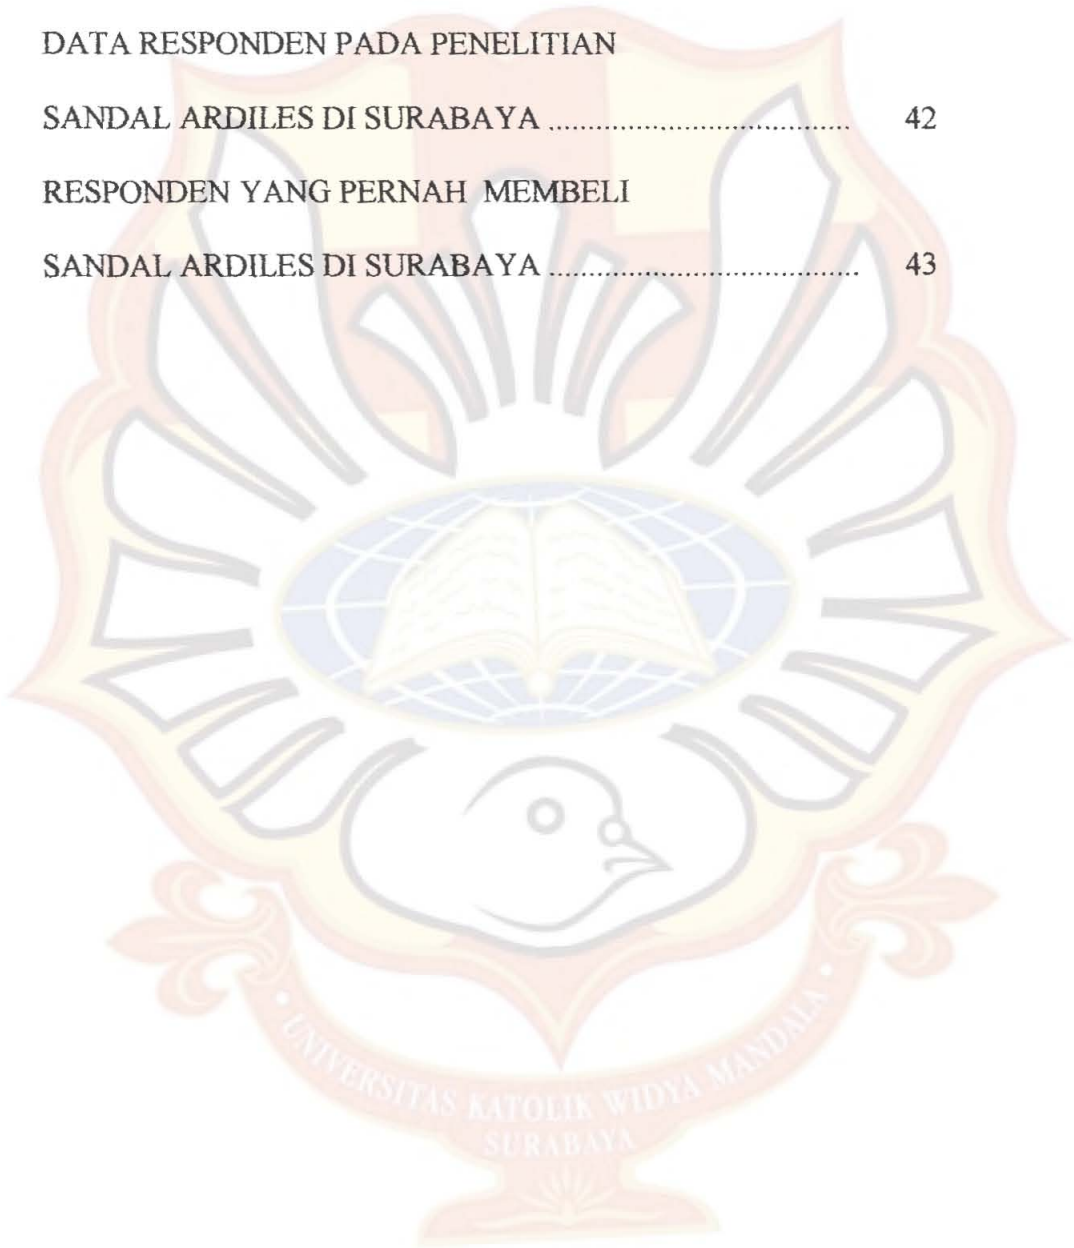 DATA RESPONDEN PADA PENELITIAN
SANDAL ARDILES DI SURABAYA ..................................... 42
RESPONDEN YANG PERNAH MEMBELI
SANDAL ARDILES DI SURABAYA ...................................... 43
UNIVERSITAS KATOLIK WIDYA MANDALA
SURABAYA